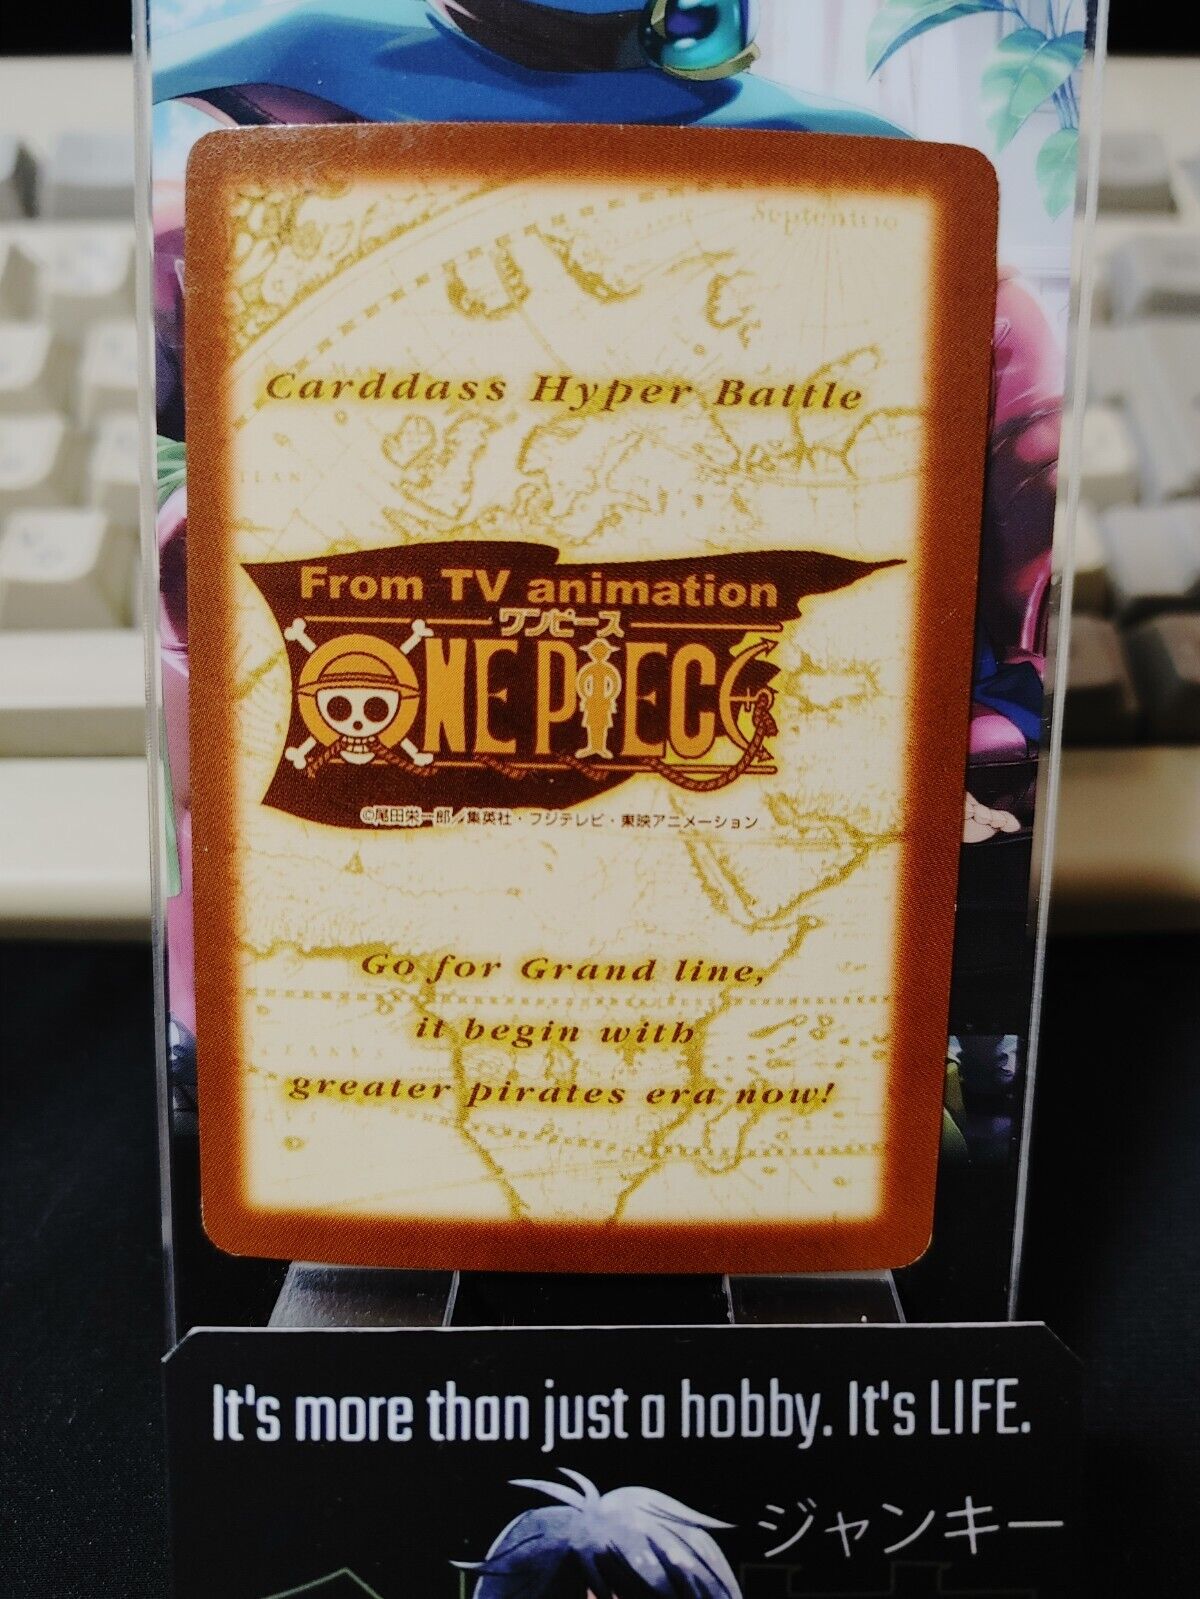 Septentrio
Carddass Hyper Battle
From TV animation
ワンピース
ONE PIECE
©尾田栄一郎／集英社・フジテレビ・東映アニメーション
Go for Grand line,
it begin with
greater pirates era now!
It's more than just a hobby. It's LIFE.
ジャンキー